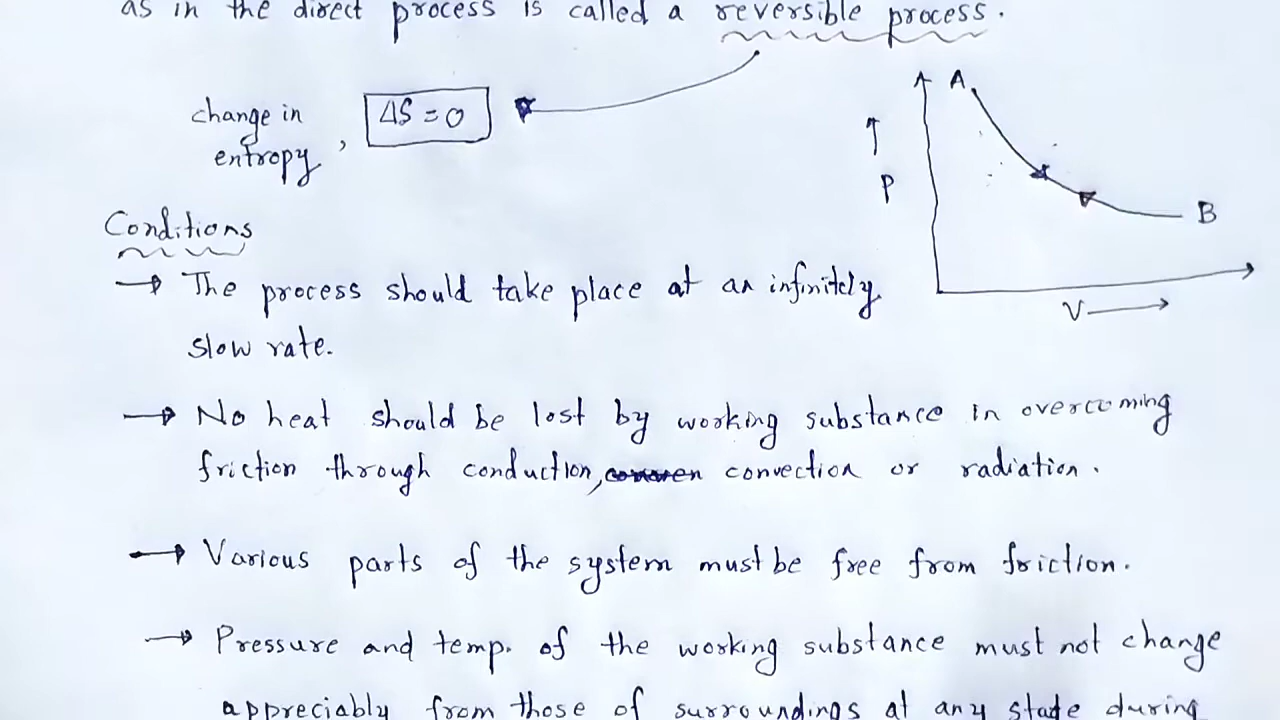 as in the direct process is called a reversible process.
change in
entropy, ΔS = 0
A
P
B
V
Conditions
→ The process should take place at an infinitely
slow rate.
→ No heat should be lost by working substance in overcoming
friction through conduction, convection or radiation.
→ Various parts of the system must be free from friction.
→ Pressure and temp. of the working substance must not change
appreciably from those of surroundings at any stage during